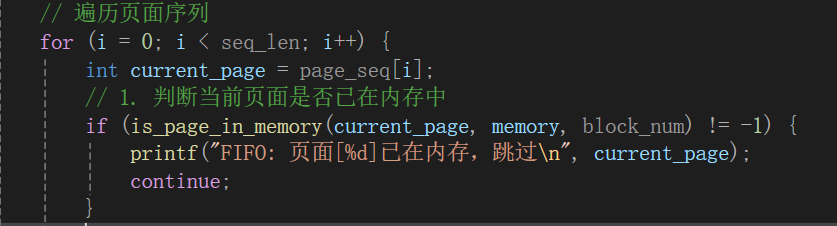 // 遍历页面序列
for (i = 0; i < seq_len; i++) {
int current_page = page_seq[i];
// 1. 判断当前页面是否已在内存中
if (is_page_in_memory(current_page, memory, block_num) != -1) {
printf("FIFO: 页面[%d]已在内存，跳过\n", current_page);
continue;
}